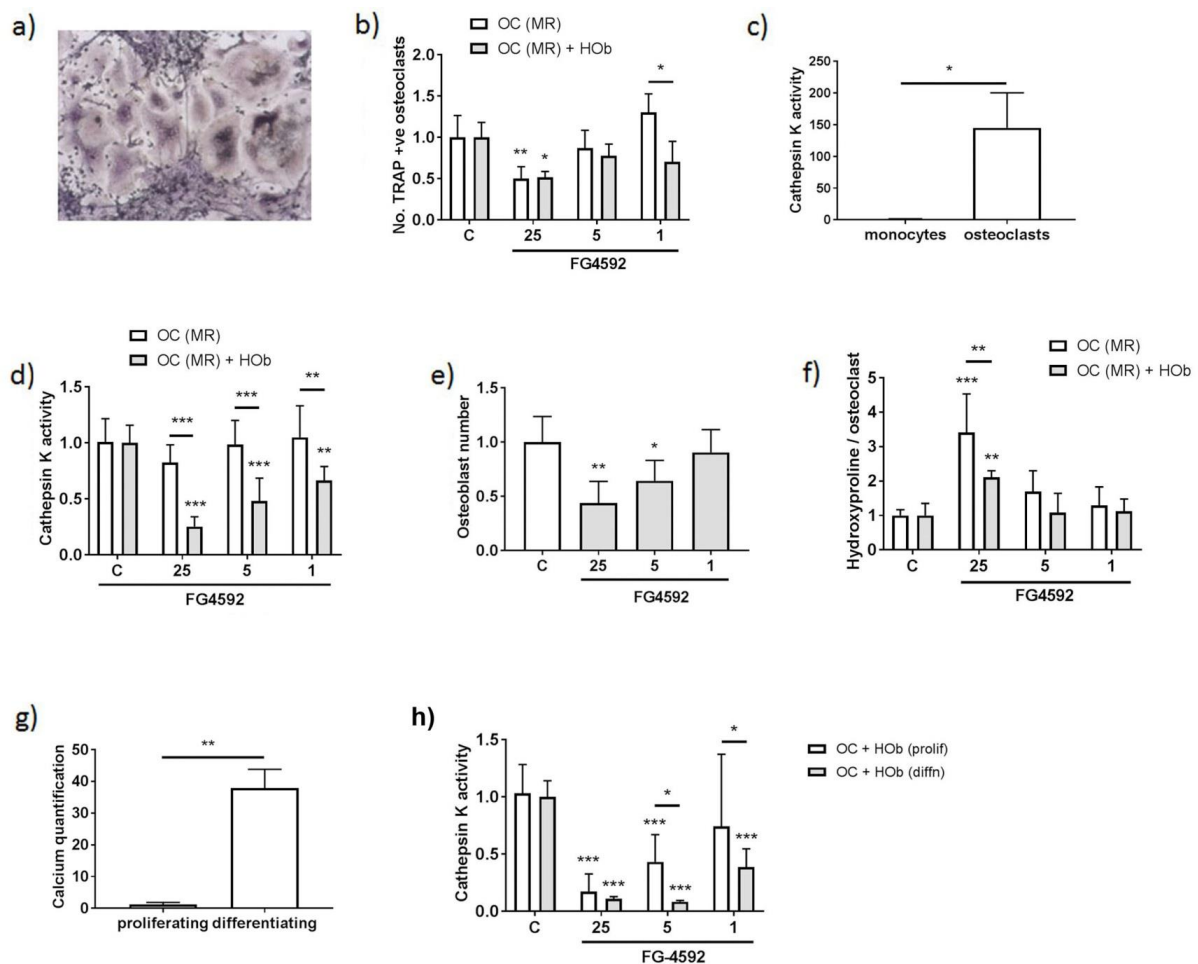 a)
b)
OC (MR)
OC (MR) + HOb
No. TRAP +ve osteoclasts
2.0
1.5
1.0
0.5
0.0
**
*
*
C
25
5
1
FG4592
c)
Cathepsin K activity
250
200
150
100
50
0
*
monocytes
osteoclasts
d)
OC (MR)
OC (MR) + HOb
Cathepsin K activity
1.5
1.0
0.5
0.0
***
***
***
***
**
**
C
25
5
1
FG4592
e)
Osteoblast number
1.5
1.0
0.5
0.0
**
*
C
25
5
1
FG4592
f)
OC (MR)
OC (MR) + HOb
Hydroxyproline / osteoclast
5
4
3
2
1
0
**
***
**
C
25
5
1
FG4592
g)
Calcium quantification
50
40
30
20
10
0
**
proliferating differentiating
h)
OC + HOb (prolif)
OC + HOb (diffn)
Cathepsin K activity
1.5
1.0
0.5
0.0
***
***
*
***
***
*
***
C
25
5
1
FG-4592